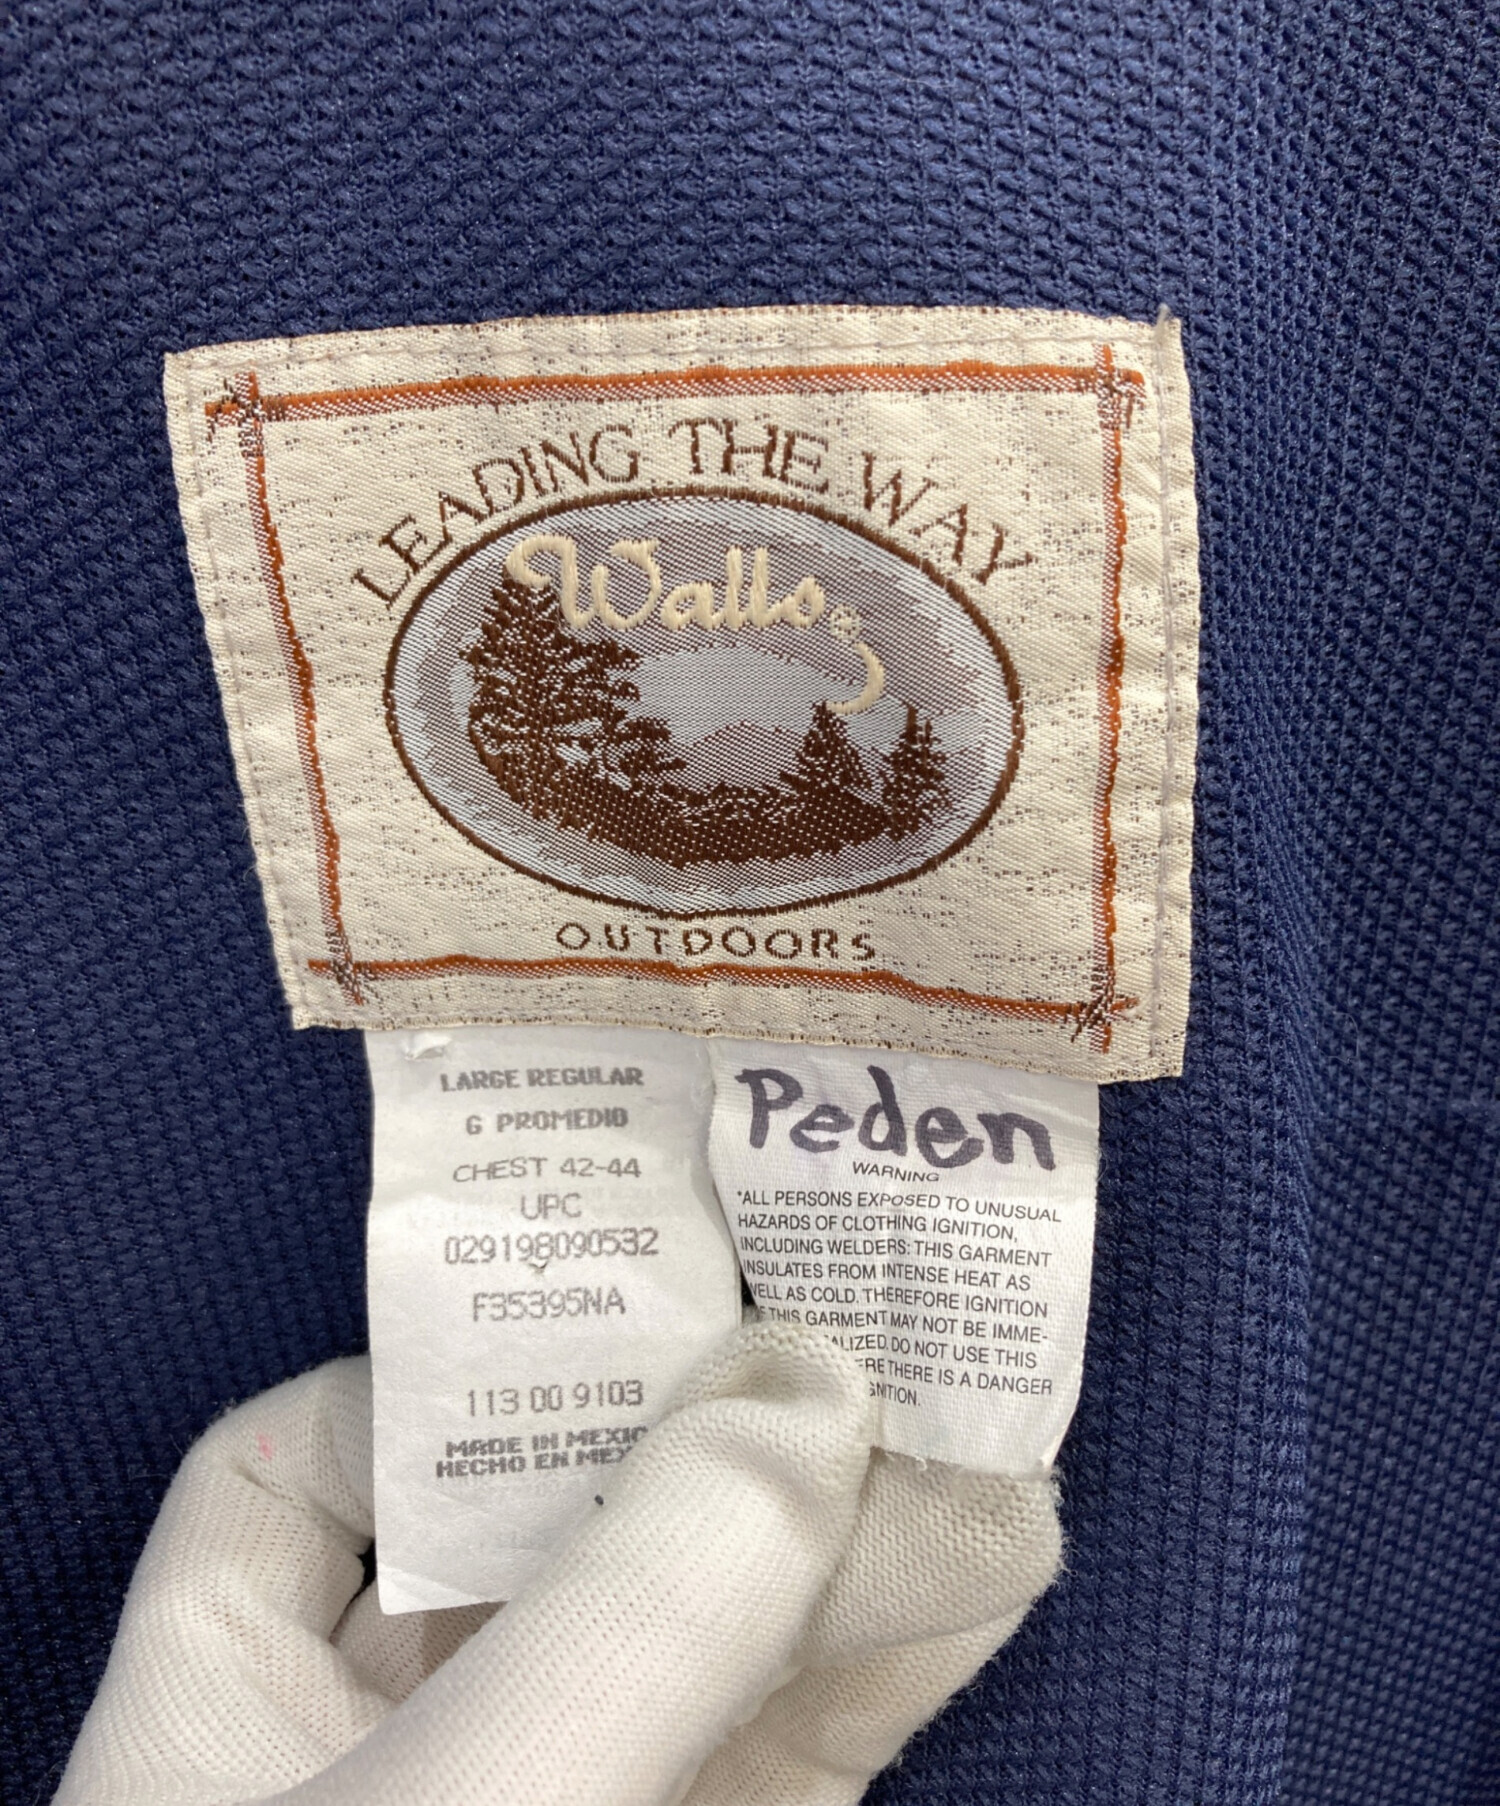 LEADING THE WAY
Walls®
OUTDOORS
LARGE REGULAR
G PROMEDIO
CHEST 42-44
UPC
029198090532
F35395NA
113 00 9103
MADE IN MEXIC
HECHO EN MEX
Peden
WARNING
*ALL PERSONS EXPOSED TO UNUSUAL
HAZARDS OF CLOTHING IGNITION,
INCLUDING WELDERS: THIS GARMENT
INSULATES FROM INTENSE HEAT AS
WELL AS COLD. THEREFORE IGNITION
THIS GARMENT MAY NOT BE IMME-
ALIZED. DO NOT USE THIS
ERE THERE IS A DANGER
GNITION.